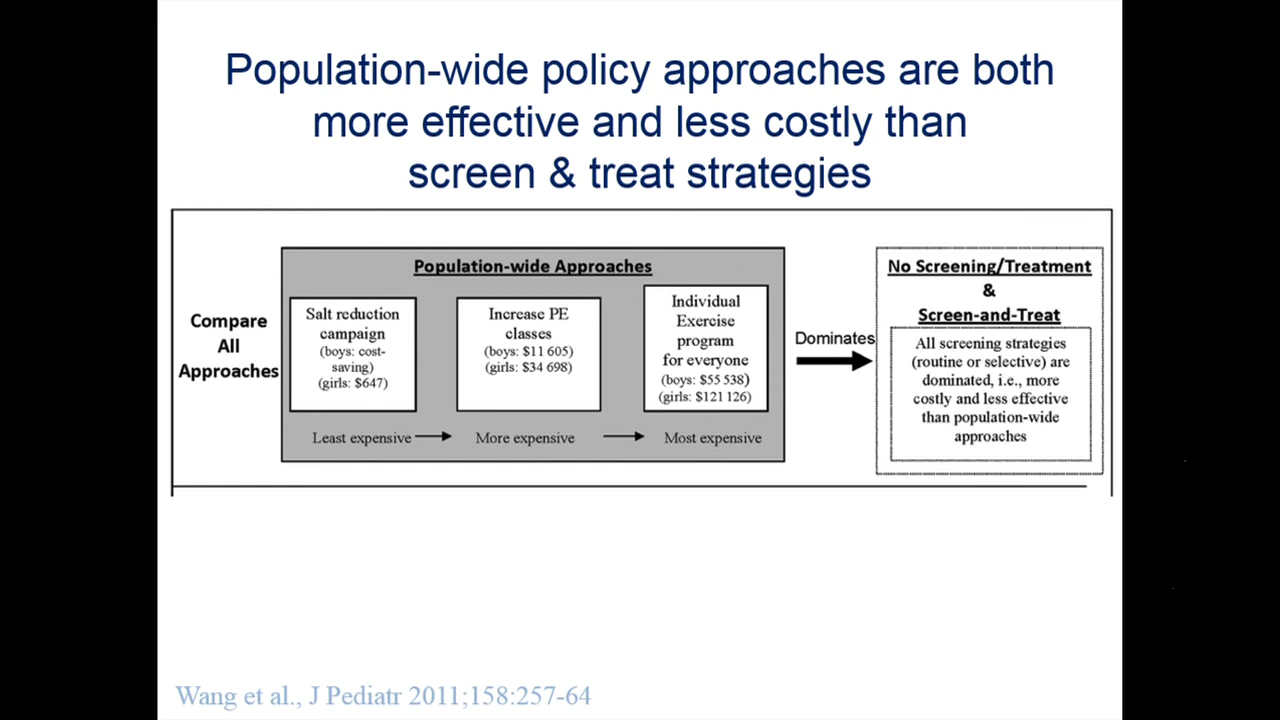 Population-wide policy approaches are both
more effective and less costly than
screen & treat strategies
Compare
All
Approaches
Population-wide Approaches
Salt reduction
campaign
(boys: cost-
saving)
(girls: $647)
Increase PE
classes
(boys: $11 605)
(girls: $34 698)
Individual
Exercise
program
for everyone
(boys: $55 538)
(girls: $121 126)
Least expensive
More expensive
Most expensive
Dominates
No Screening/Treatment
&
Screen-and-Treat
All screening strategies
(routine or selective) are
dominated, i.e., more
costly and less effective
than population-wide
approaches
Wang et al., J Pediatr 2011;158:257-64